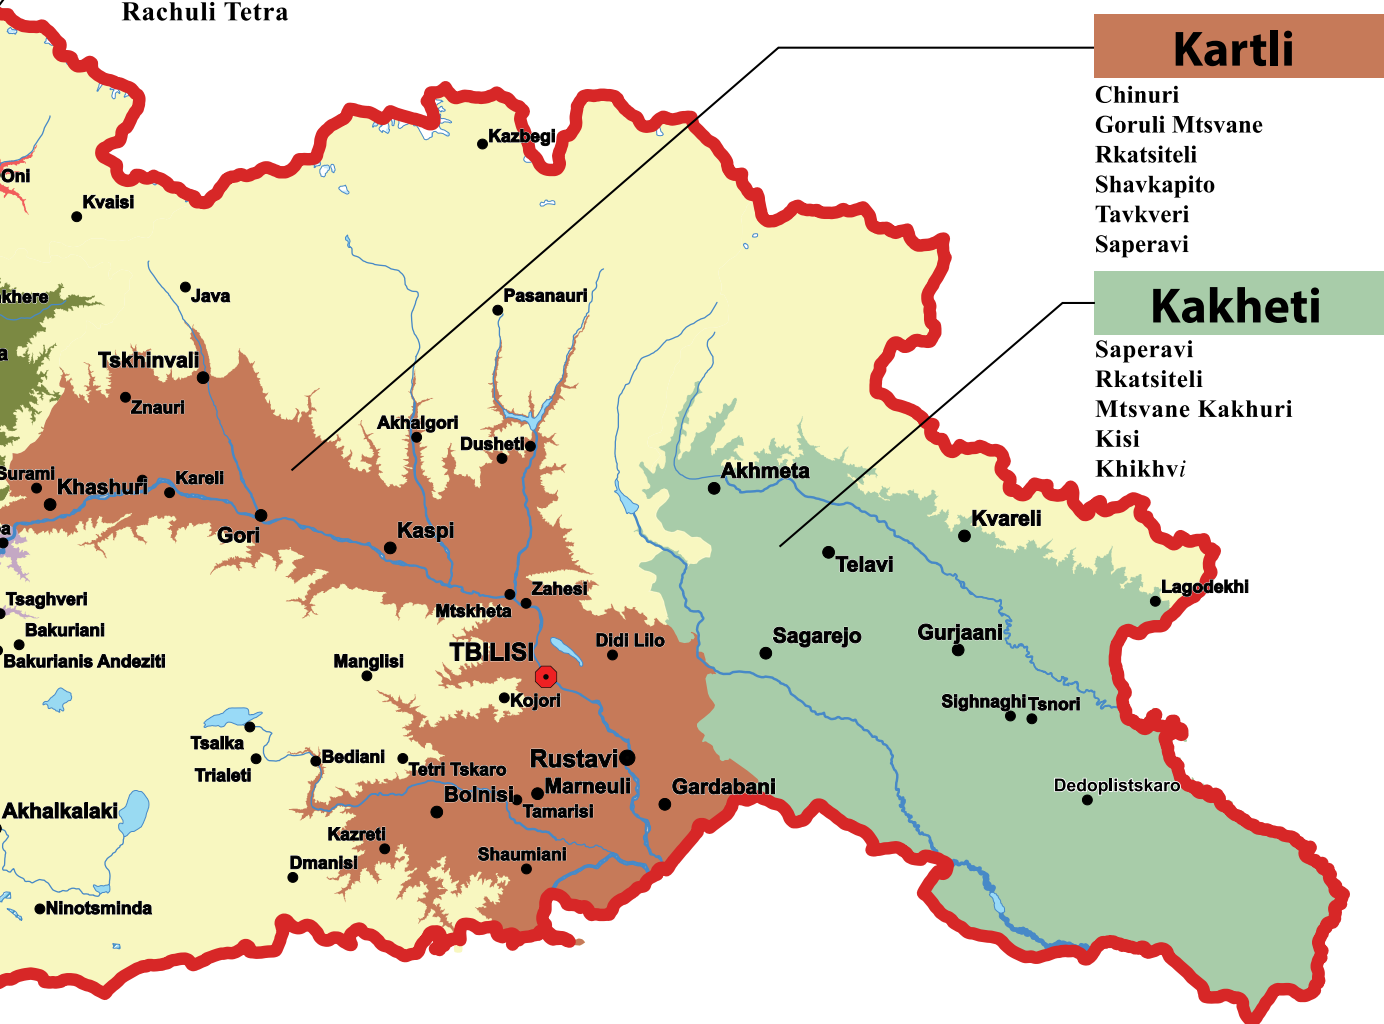 Rachuli Tetra
Kartli
Chinuri
Goruli Mtsvane
Rkatsiteli
Shavkapito
Tavkveri
Saperavi
Kakheti
Saperavi
Rkatsiteli
Mtsvane Kakhuri
Kisi
Khikhvi
Kazbegi
Oni
Kvaisi
khere
Java
Pasanauri
a
Tskhinvali
Znauri
Akhalgori
Dusheti
Surami
Khashuri
Kareli
Akhmeta
Gori
Kaspi
Kvareli
a
Telavi
Zahesi
Lagodekhi
Tsaghveri
Mtskheta
Bakuriani
Didi Lilo
Sagarejo
Gurjaani
TBILISI
Bakurianis Andeziti
Manglisi
Kojori
Sighnaghi
Tsnori
Tsalka
Bediani
Rustavi
Trialeti
Tetri Tskaro
Marneuli
Gardabani
Dedoplistskaro
Bolnisi
Tamarisi
Akhalkalaki
Kazreti
Shaumiani
Dmanisi
Ninotsminda